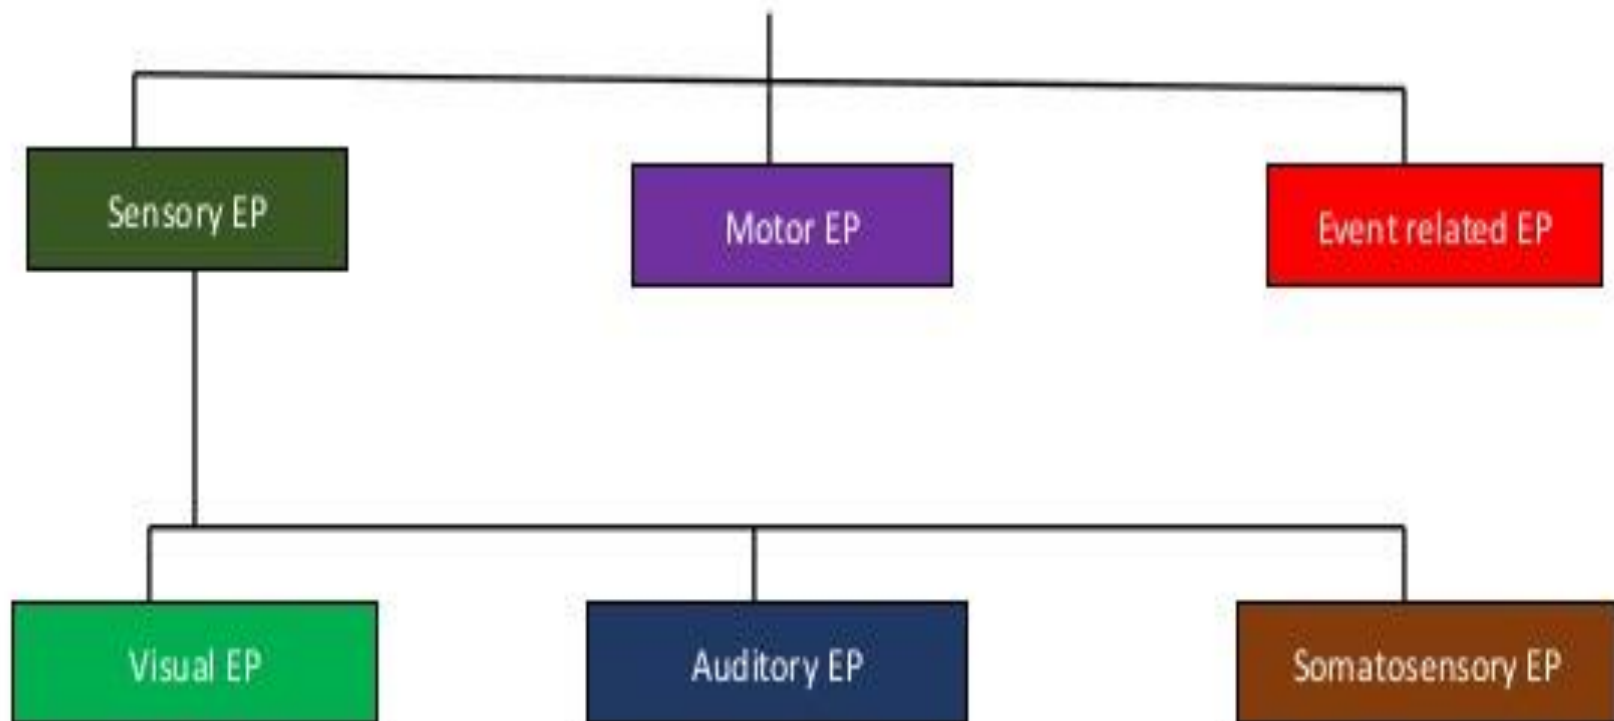 Sensory EP
Motor EP
Event related EP
Visual EP
Auditory EP
Somatosensory EP